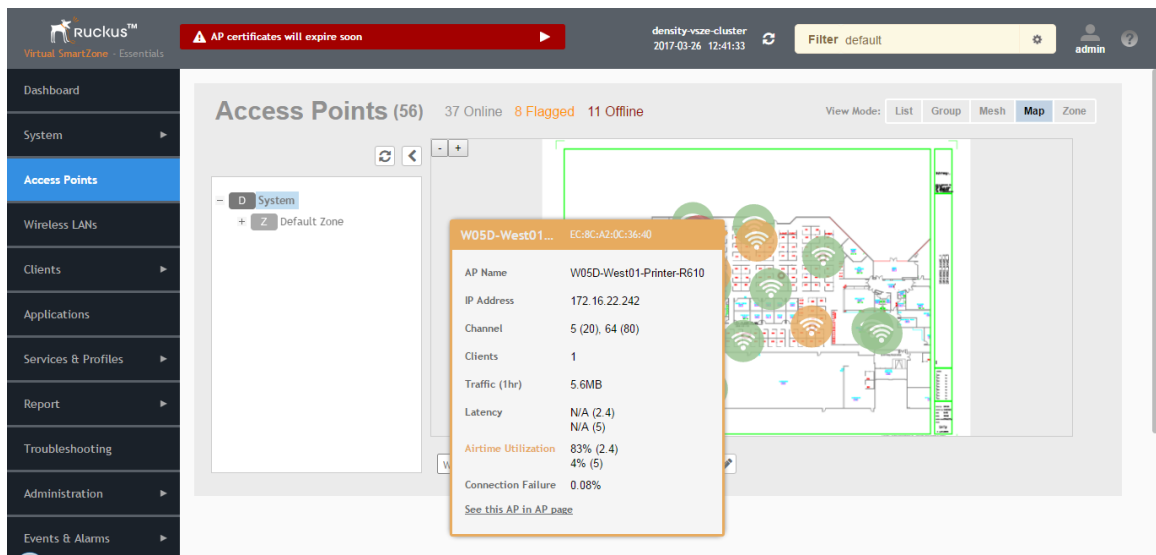 Ruckus™
Virtual SmartZone - Essentials
AP certificates will expire soon
density-vsze-cluster
2017-03-26 12:41:33
Filter default
admin
?
Dashboard
System
Access Points
Wireless LANs
Clients
Applications
Services & Profiles
Report
Troubleshooting
Administration
Events & Alarms
Access Points (56) 37 Online 8 Flagged 11 Offline
View Mode: List Group Mesh Map Zone
- +
- D System
+ Z Default Zone
W05D-West01... EC:8C:A2:0C:36:40
AP Name W05D-West01-Printer-R610
IP Address 172.16.22.242
Channel 5 (20), 64 (80)
Clients 1
Traffic (1hr) 5.6MB
Latency N/A (2.4)
N/A (5)
Airtime Utilization 83% (2.4)
4% (5)
Connection Failure 0.08%
See this AP in AP page